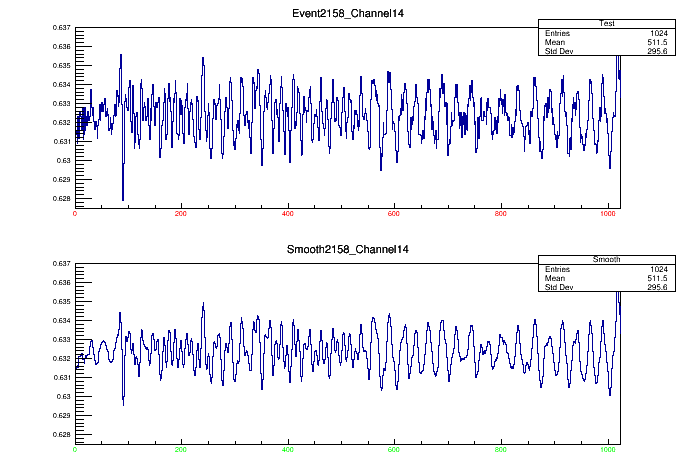 Event2158_Channel14
Test
Entries 1024
Mean 511.5
Std Dev 295.6
0.637
0.636
0.635
0.634
0.633
0.632
0.631
0.63
0.629
0.628
0 200 400 600 800 1000
Smooth2158_Channel14
Smooth
Entries 1024
Mean 511.5
Std Dev 295.6
0.637
0.636
0.635
0.634
0.633
0.632
0.631
0.63
0.629
0.628
0 200 400 600 800 1000